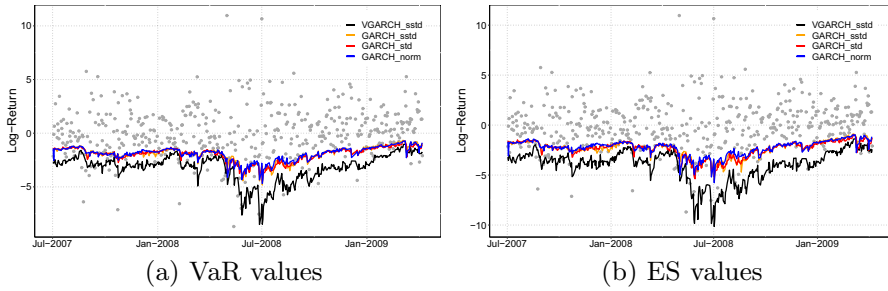 VGARCH_sstd
GARCH_sstd
GARCH_std
GARCH_norm
10
5
0
−5
Log−Return
Jul−2007
Jan−2008
Jul−2008
Jan−2009
(a) VaR values
VGARCH_sstd
GARCH_sstd
GARCH_std
GARCH_norm
10
5
0
−5
−10
Log−Return
Jul−2007
Jan−2008
Jul−2008
Jan−2009
(b) ES values